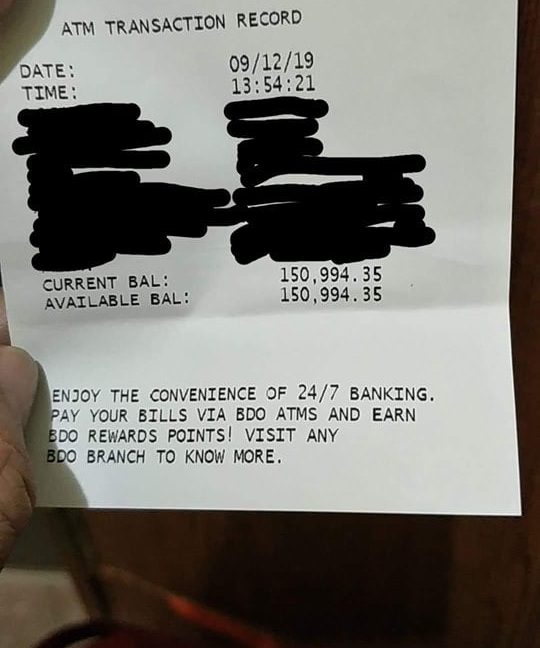 ATM TRANSACTION RECORD
DATE: 09/12/19
TIME: 13:54:21
CURRENT BAL: 150,994.35
AVAILABLE BAL: 150,994.35
ENJOY THE CONVENIENCE OF 24/7 BANKING.
PAY YOUR BILLS VIA BDO ATMS AND EARN
BDO REWARDS POINTS! VISIT ANY
BDO BRANCH TO KNOW MORE.